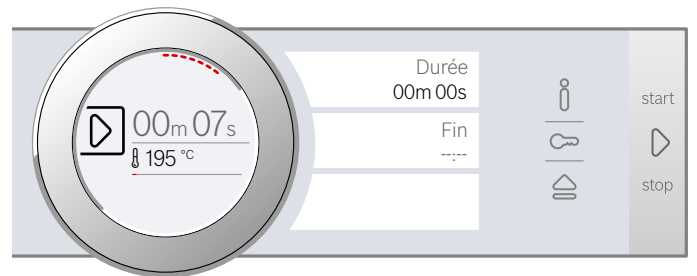 00m 07s
195 °C
Durée
00m 00s
Fin
--:--
start
stop